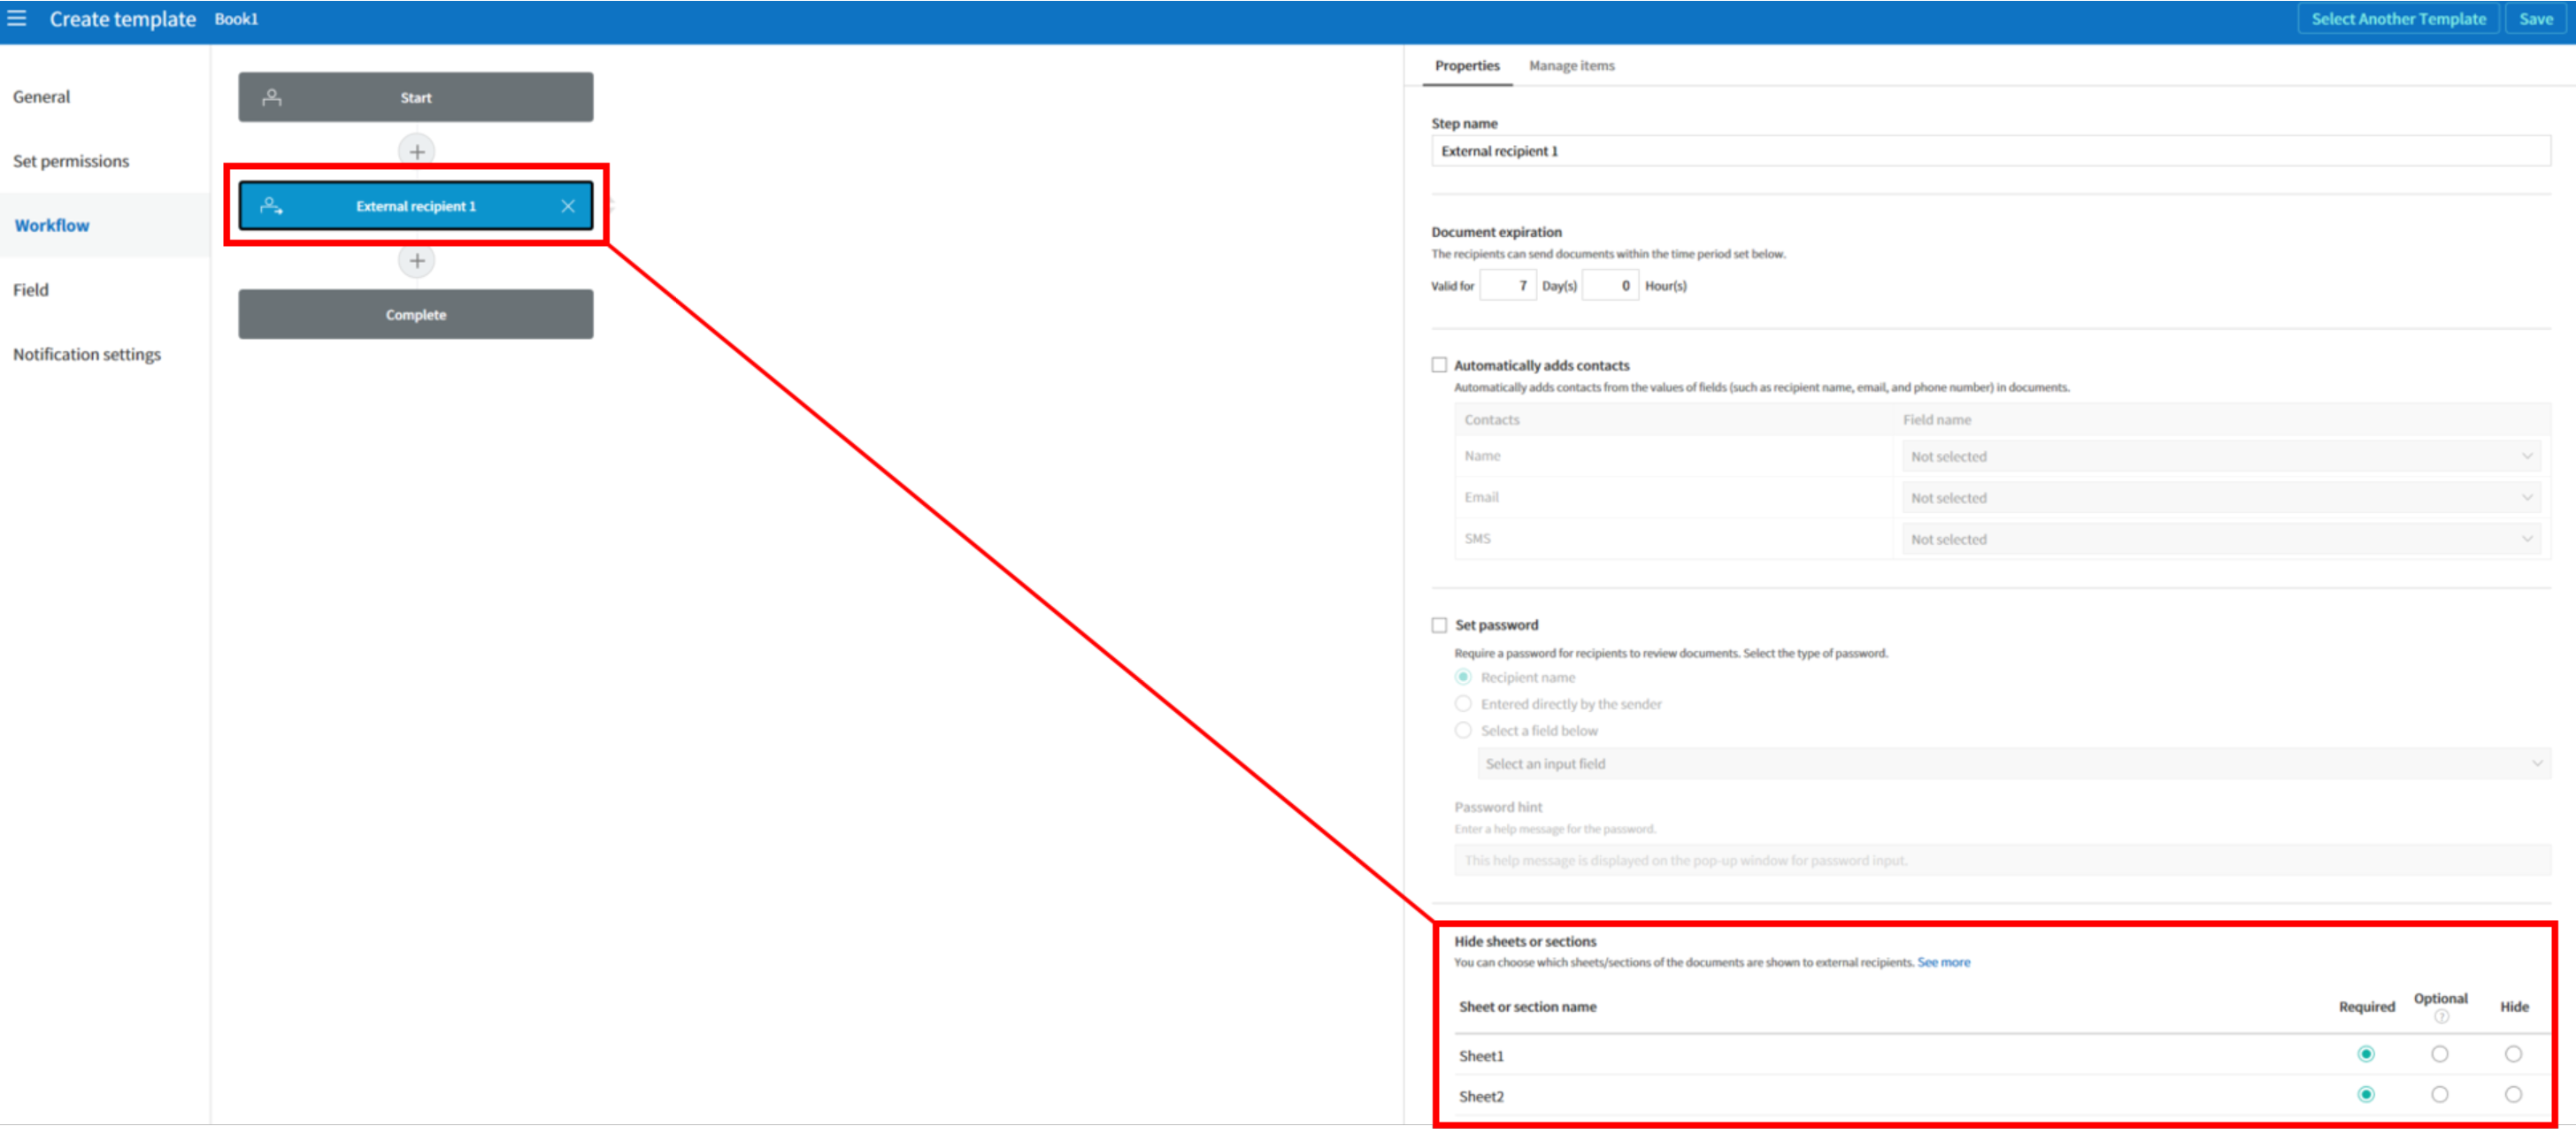 Create template Book1 Select Another Template Save
General
Set permissions
Workflow
Field
Notification settings
Start
External recipient 1
Complete
Properties Manage items
Step name
External recipient 1
Document expiration
The recipients can send documents within the time period set below.
Valid for 7 Day(s) 0 Hour(s)
Automatically adds contacts
Automatically adds contacts from the values of fields (such as recipient name, email, and phone number) in documents.
Contacts Field name
Name Not selected
Email Not selected
SMS Not selected
Set password
Require a password for recipients to review documents. Select the type of password.
Recipient name
Entered directly by the sender
Select a field below
Select an input field
Password hint
Enter a help message for the password.
This help message is displayed on the pop-up window for password input.
Hide sheets or sections
You can choose which sheets/sections of the documents are shown to external recipients. See more
Sheet or section name Required Optional ? Hide
Sheet1
Sheet2